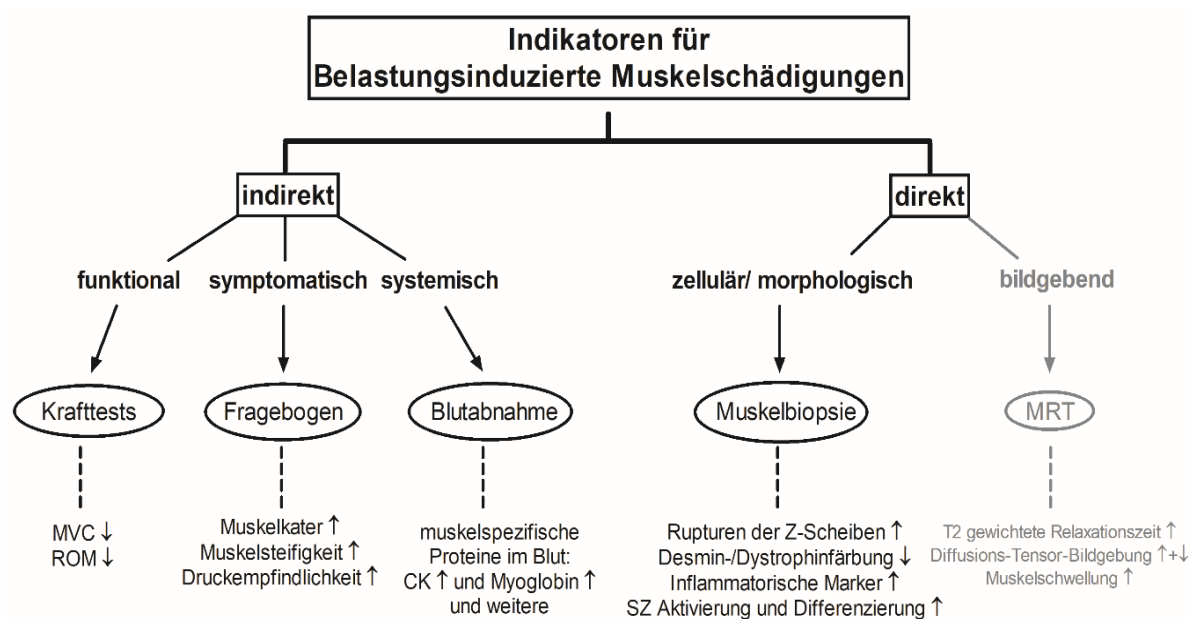 Indikatoren für
Belastungsinduzierte Muskelschädigungen
indirekt
direkt
funktional
symptomatisch
systemisch
zellulär/ morphologisch
bildgebend
Krafttests
Fragebogen
Blutabnahme
Muskelbiopsie
MRT
MVC ↓
ROM ↓
Muskelkater ↑
Muskelsteifigkeit ↑
Druckempfindlichkeit ↑
muskelspezifische
Proteine im Blut:
CK ↑ und Myoglobin ↑
und weitere
Rupturen der Z-Scheiben ↑
Desmin-/Dystrophinfärbung ↓
Inflammatorische Marker ↑
SZ Aktivierung und Differenzierung ↑
T2 gewichtete Relaxationszeit ↑
Diffusions-Tensor-Bildgebung ↑+↓
Muskelschwellung ↑